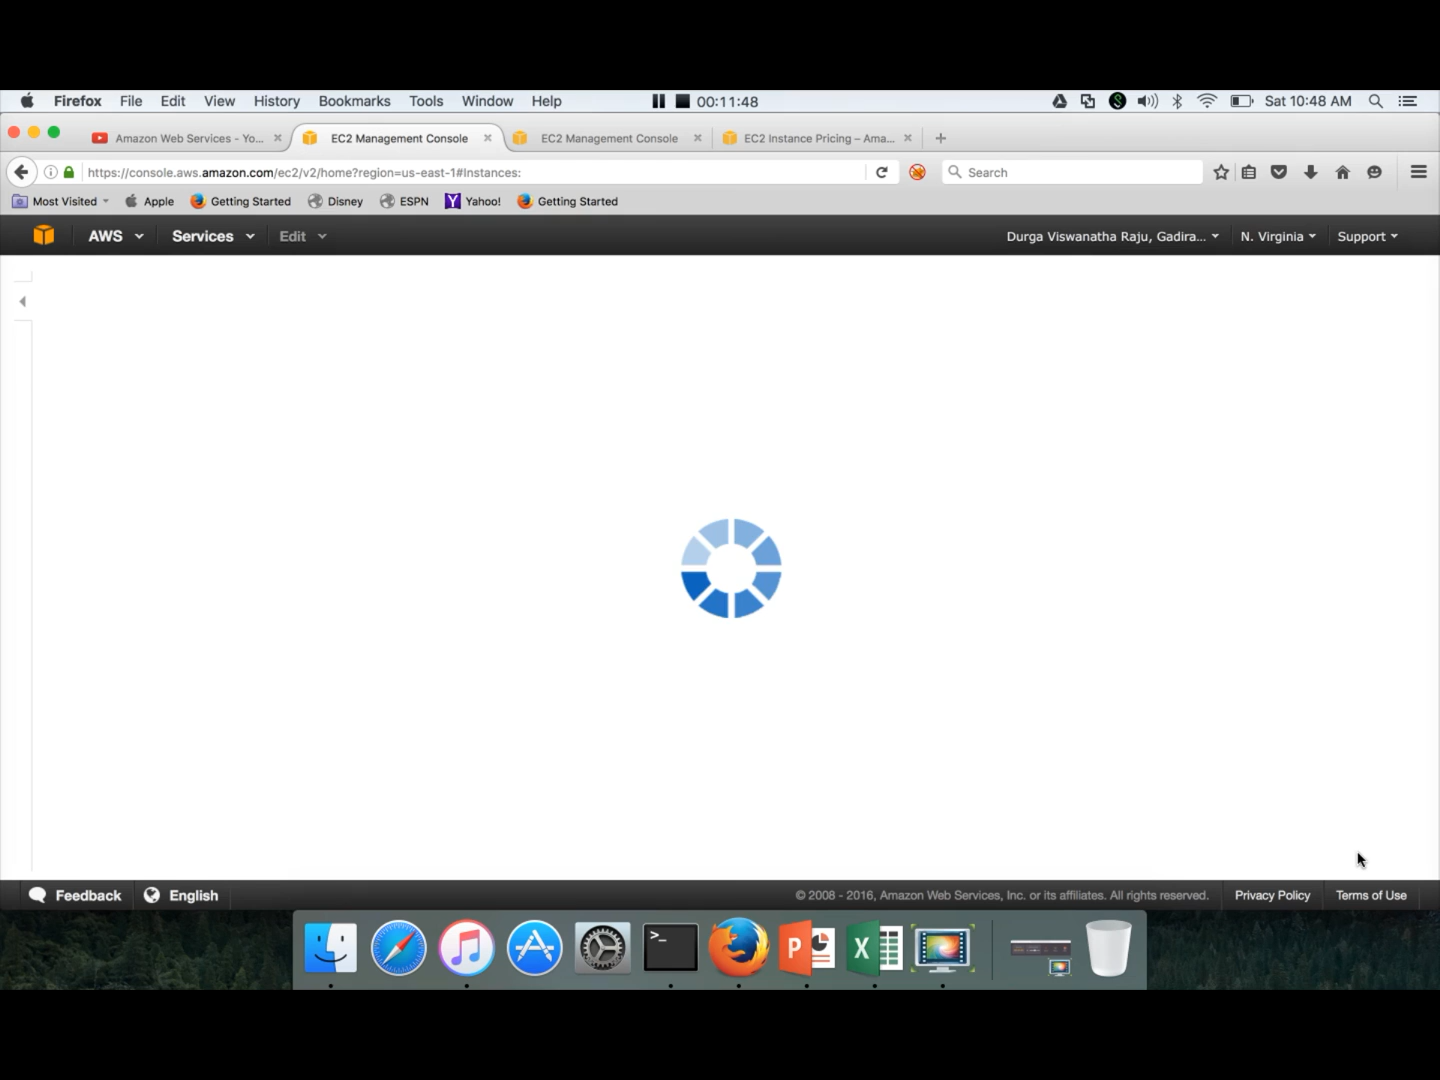 Firefox File Edit View History Bookmarks Tools Window Help 00:11:48 Sat 10:48 AM
Amazon Web Services - Yo... EC2 Management Console EC2 Management Console EC2 Instance Pricing – Ama...
https://console.aws.amazon.com/ec2/v2/home?region=us-east-1#Instances: Search
Most Visited Apple Getting Started Disney ESPN Yahoo! Getting Started
AWS Services Edit Durga Viswanatha Raju, Gadira... N. Virginia Support
Feedback English © 2008 - 2016, Amazon Web Services, Inc. or its affiliates. All rights reserved. Privacy Policy Terms of Use